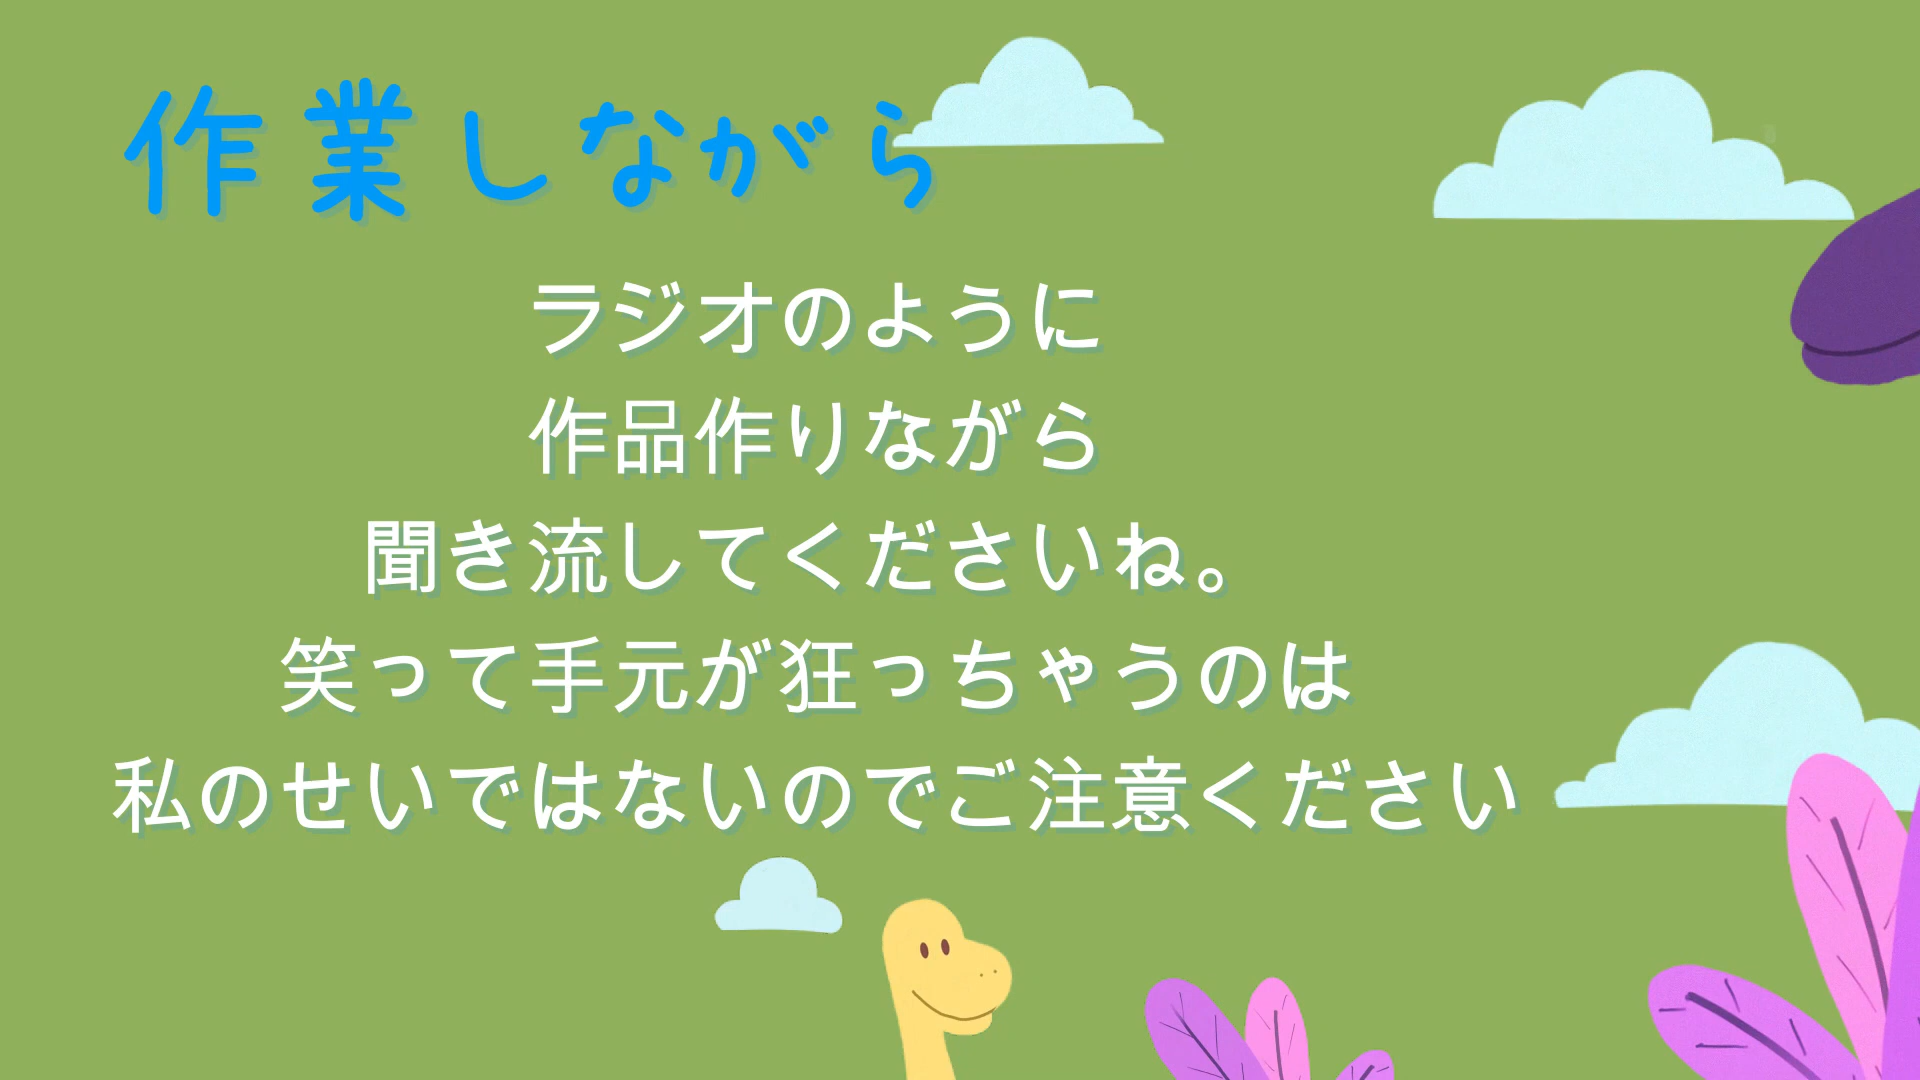 作業しながら
ラジオのように
作品作りながら
聞き流してくださいね。
笑って手元が狂っちゃうのは
私のせいではないのでご注意ください